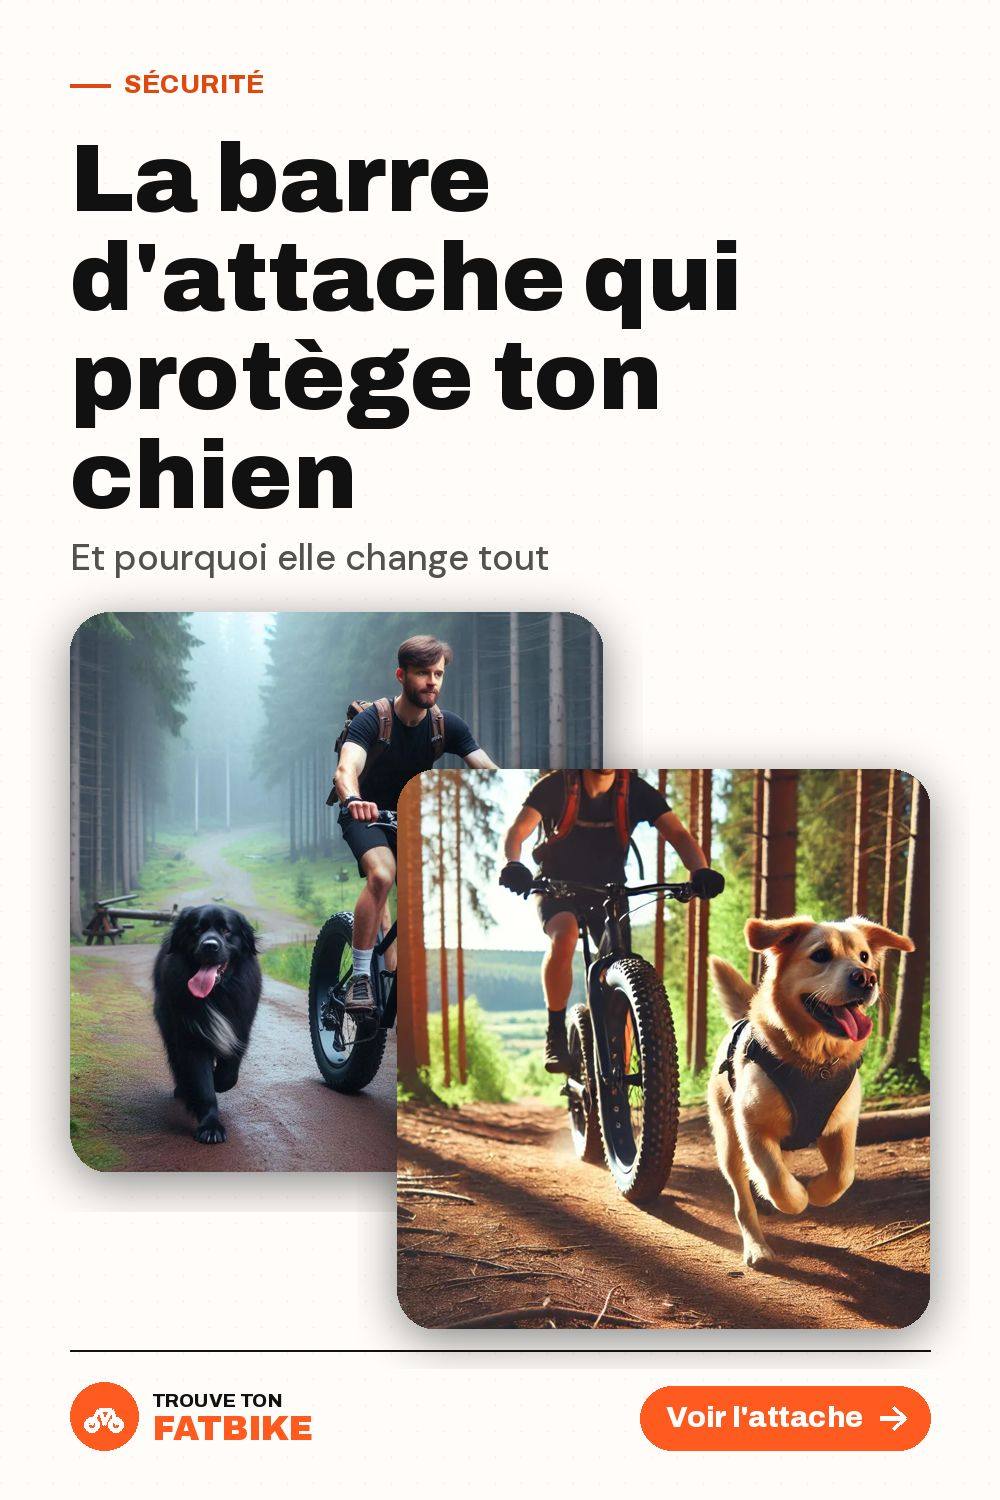 SÉCURITÉ
La barre
d'attache qui
protège ton
chien
Et pourquoi elle change tout
TROUVE TON
FATBIKE
Voir l'attache